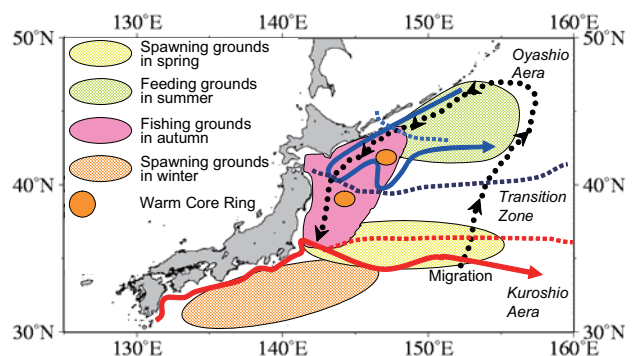 130°E 140°E 150°E 160°E
50°N
50°N
Spawning grounds
in spring
Feeding grounds
in summer
Fishing grounds
in autumn
Spawning grounds
in winter
Warm Core Ring
Oyashio
Aera
40°N
40°N
Transition
Zone
Migration
Kuroshio
Aera
30°N
30°N
130°E 140°E 150°E 160°E